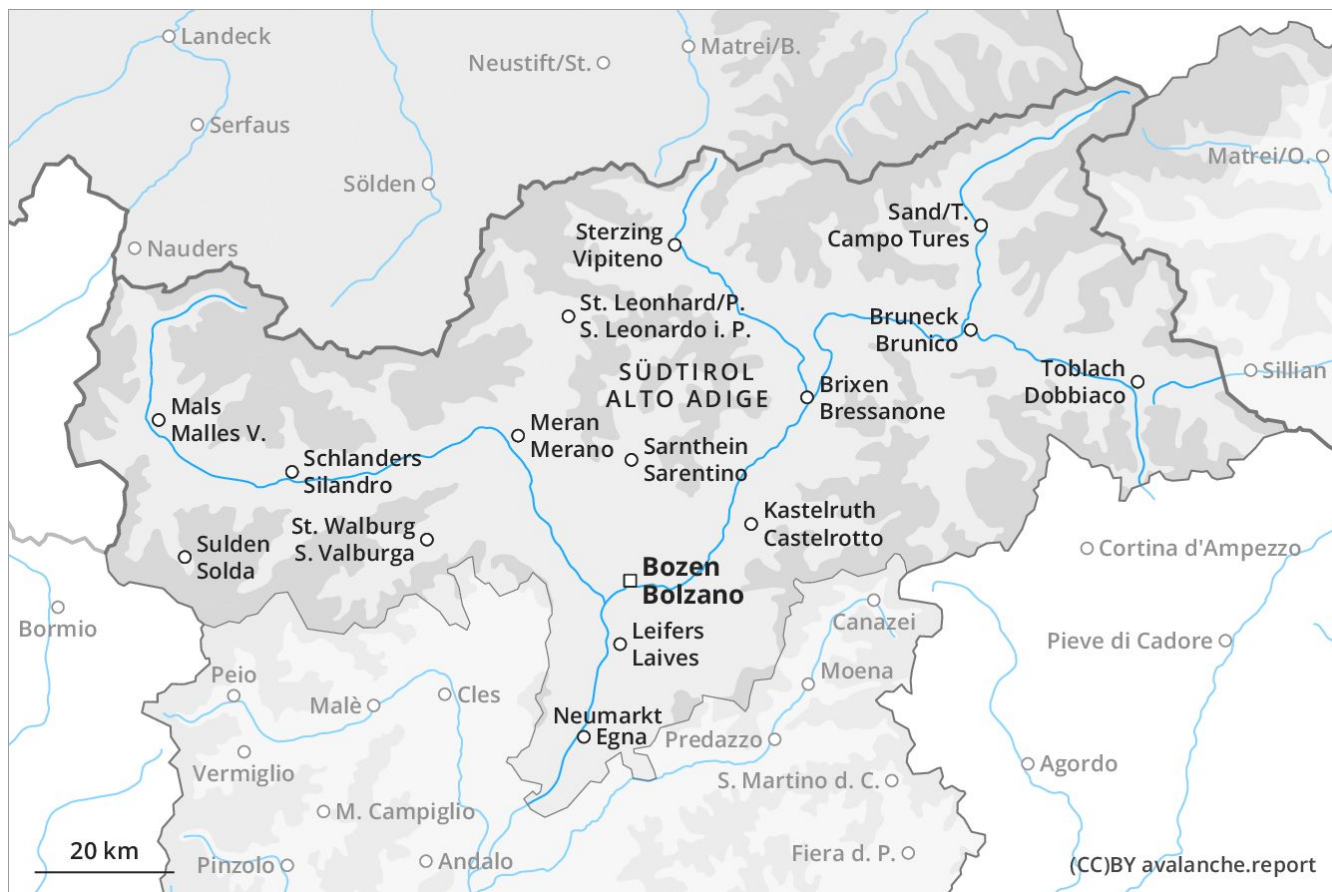 Landeck
Matrei/B.
Neustift/St.
Serfaus
Matrei/O.
Sölden
Sand/T.
Campo Tures
Sterzing
Vipiteno
Nauders
St. Leonhard/P.
S. Leonardo i. P.
Bruneck
Brunico
SÜDTIROL
ALTO ADIGE
Toblach
Dobbiaco
Sillian
Brixen
Bressanone
Mals
Malles V.
Meran
Merano
Schlanders
Silandro
Sarnthein
Sarentino
Kastelruth
Castelrotto
St. Walburg
S. Valburga
Sulden
Solda
Cortina d'Ampezzo
Bozen
Bolzano
Bormio
Canazei
Leifers
Laives
Pieve di Cadore
Peio
Moena
Malè
Cles
Neumarkt
Egna
Predazzo
Vermiglio
Agordo
S. Martino d. C.
M. Campiglio
20 km
Pinzolo
Andalo
Fiera d. P.
(CC)BY avalanche.report